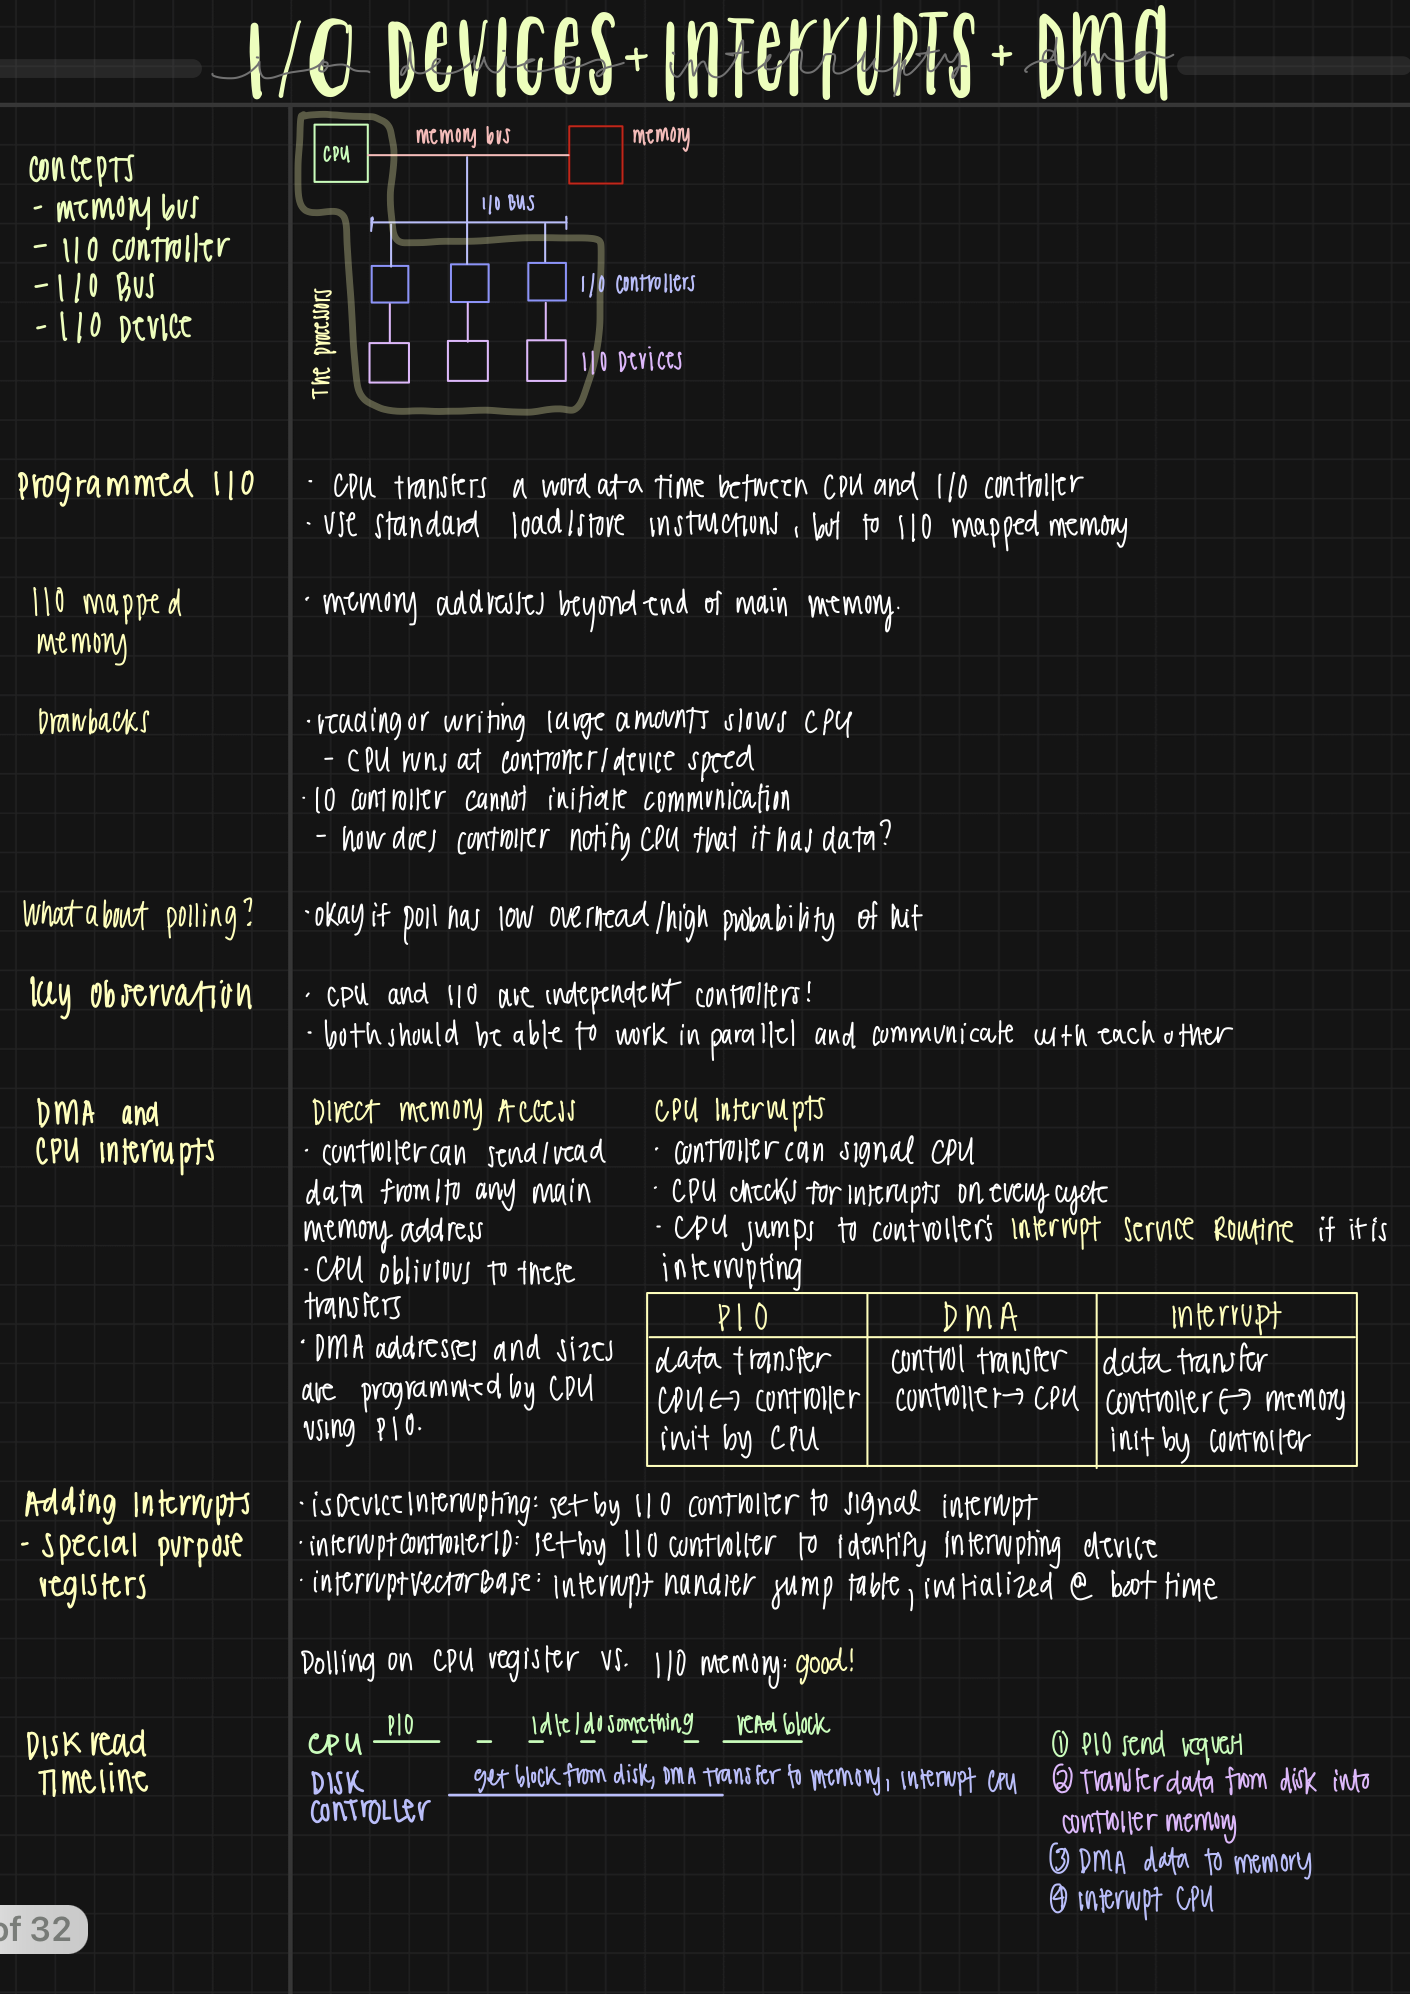 I/O DEVICES + INTERRUPTS + DMA
i/o devices interrupts dma
CONCEPTS
- memory bus
- I/O controller
- I/O BUS
- I/O DEVICE
CPU
memory bus
memory
I/O BUS
I/O controllers
I/O Devices
The processors
programmed I/O
· CPU transfers a word at a time between CPU and I/O controller
· use standard load/store instuctions, but to I/O mapped memory
I/O mapped
memory
· memory addresses beyond end of main memory.
Drawbacks
· reading or writing large amounts slows CPU
- CPU runs at controller/device speed
· IO controller cannot initiate communication
- how does controller notify CPU that it has data?
What about polling?
· okay if poll has low overhead/high probability of hit
key observation
· CPU and I/O are independent controllers!
· both should be able to work in parallel and communicate with each other
DMA and
CPU interrupts
DIRECT memory ACCESS
· controller can send/read
data from/to any main
memory address
· CPU oblivious to these
transfers
· DMA addresses and sizes
are programmed by CPU
using PIO.
CPU Interrupts
· controller can signal CPU
· CPU checks for interupts on every cycle
- CPU jumps to controller's Interrupt Service Routine if it is
interrupting
PIO DMA interrupt
data transfer control transfer data transfer
CPU ↔ controller controller → CPU controller ↔ memory
init by CPU init by controller
Adding Interrupts
- special purpose
registers
· isDeviceInterrupting: set by I/O controller to signal interrupt
· interruptcontrollerID: set by I/O controller to identify interrupting device
· interruptVectorBase: interrupt handler jump table, initialized @ boot time
Polling on CPU register vs. I/O memory: good!
Disk read
Timeline
CPU PIO idle/do something read block
DISK get block from disk, DMA transfer to memory, interupt cpu
controller
① PIO send request
② Transfer data from disk into
controller memory
③ DMA data to memory
④ interrupt CPU
of 32